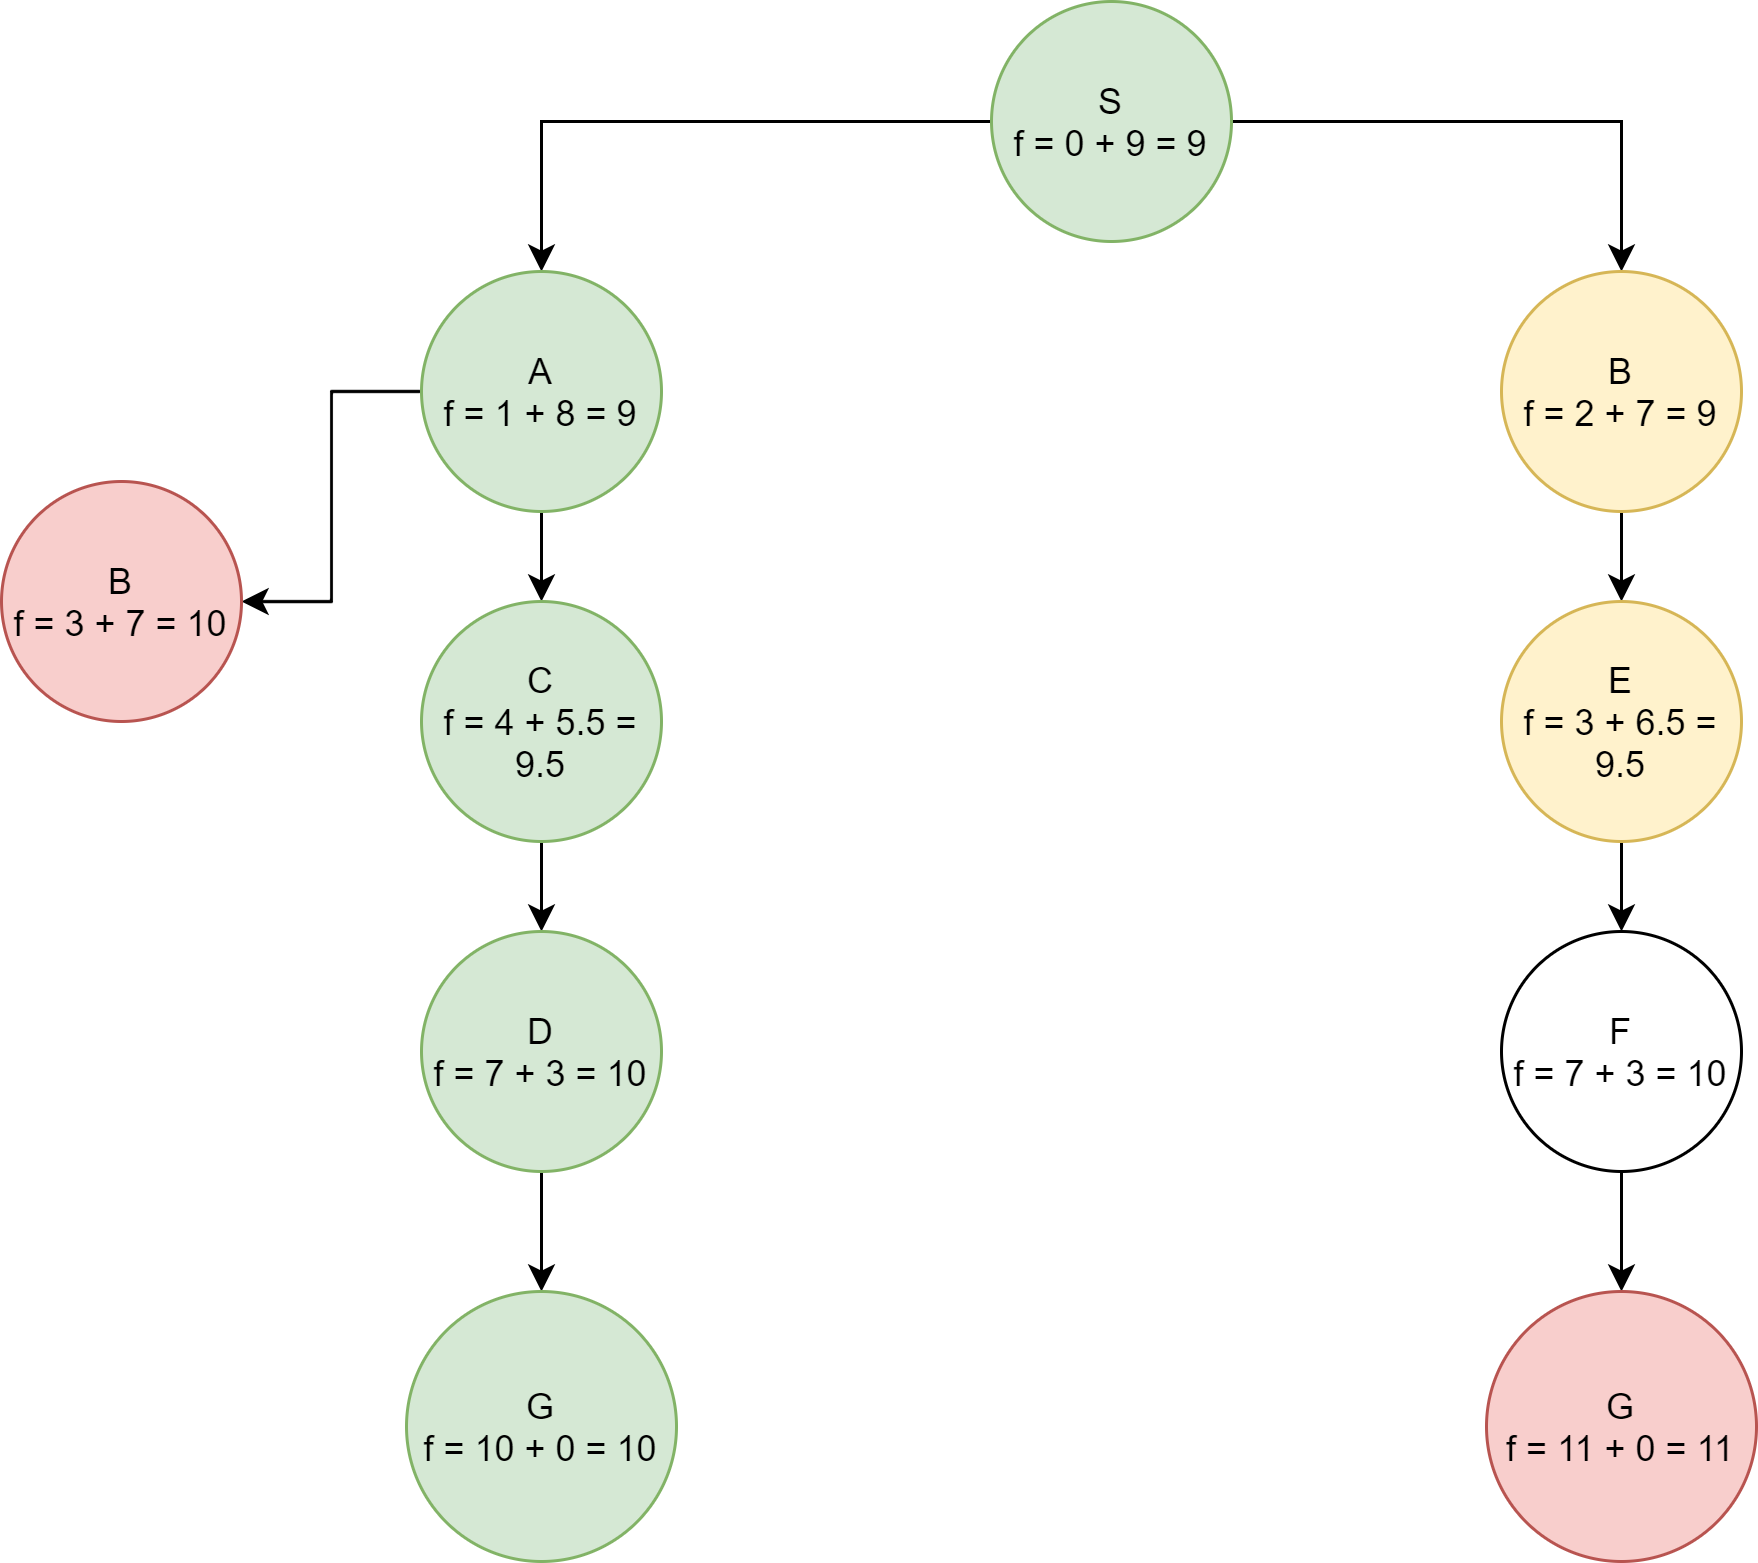 S
f = 0 + 9 = 9
A
f = 1 + 8 = 9
B
f = 2 + 7 = 9
B
f = 3 + 7 = 10
C
f = 4 + 5.5 =
9.5
E
f = 3 + 6.5 =
9.5
D
f = 7 + 3 = 10
F
f = 7 + 3 = 10
G
f = 10 + 0 = 10
G
f = 11 + 0 = 11